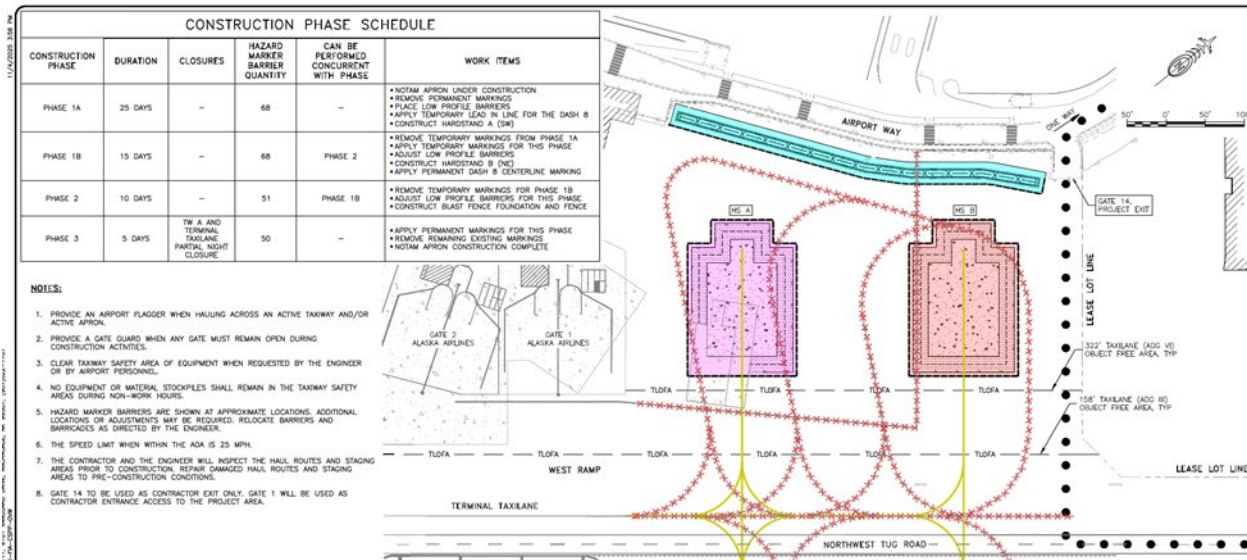 11/4/2025 3:58 PM
CONSTRUCTION PHASE SCHEDULE
CONSTRUCTION PHASE
DURATION
CLOSURES
HAZARD MARKER BARRIER QUANTITY
CAN BE PERFORMED CONCURRENT WITH PHASE
WORK ITEMS
PHASE 1A
25 DAYS
–
68
–
• NOTAM APRON UNDER CONSTRUCTION
• REMOVE PERMANENT MARKINGS
• PLACE LOW PROFILE BARRIERS
• APPLY TEMPORARY LEAD IN LINE FOR THE DASH 8
• CONSTRUCT HARDSTAND A (SW)
PHASE 1B
15 DAYS
–
68
PHASE 2
• REMOVE TEMPORARY MARKINGS FROM PHASE 1A
• APPLY TEMPORARY MARKINGS FOR THIS PHASE
• ADJUST LOW PROFILE BARRIERS
• CONSTRUCT HARDSTAND B (NE)
• APPLY PERMANENT DASH 8 CENTERLINE MARKING
PHASE 2
10 DAYS
–
51
PHASE 1B
• REMOVE TEMPORARY MARKINGS FOR PHASE 1B
• ADJUST LOW PROFILE BARRIERS FOR THIS PHASE
• CONSTRUCT BLAST FENCE FOUNDATION AND FENCE
PHASE 3
5 DAYS
TW A AND
TERMINAL
TAXILANE
PARTIAL NIGHT
CLOSURE
50
–
• APPLY PERMANENT MARKINGS FOR THIS PHASE
• REMOVE REMAINING EXISTING MARKINGS
• NOTAM APRON CONSTRUCTION COMPLETE
NOTES:
1. PROVIDE AN AIRPORT FLAGGER WHEN HAULING ACROSS AN ACTIVE TAXIWAY AND/OR
ACTIVE APRON.
2. PROVIDE A GATE GUARD WHEN ANY GATE MUST REMAIN OPEN DURING
CONSTRUCTION ACTIVITIES.
3. CLEAR TAXIWAY SAFETY AREA OF EQUIPMENT WHEN REQUESTED BY THE ENGINEER
OR BY AIRPORT PERSONNEL.
4. NO EQUIPMENT OR MATERIAL STOCKPILES SHALL REMAIN IN THE TAXIWAY SAFETY
AREAS DURING NON-WORK HOURS.
5. HAZARD MARKER BARRIERS ARE SHOWN AT APPROXIMATE LOCATIONS. ADDITIONAL
LOCATIONS OR ADJUSTMENTS MAY BE REQUIRED. RELOCATE BARRIERS AND
BARRICADES AS DIRECTED BY THE ENGINEER.
6. THE SPEED LIMIT WHEN WITHIN THE AOA IS 25 MPH.
7. THE CONTRACTOR AND THE ENGINEER WILL INSPECT THE HAUL ROUTES AND STAGING
AREAS PRIOR TO CONSTRUCTION. REPAIR DAMAGED HAUL ROUTES AND STAGING
AREAS TO PRE-CONSTRUCTION CONDITIONS.
8. GATE 14 TO BE USED AS CONTRACTOR EXIT ONLY. GATE 1 WILL BE USED AS
CONTRACTOR ENTRANCE ACCESS TO THE PROJECT AREA.
AIRPORT WAY
ONE WAY
50' 0 50' 100
GATE 14,
PROJECT EXIT
HS A
HS B
LEASE LOT LINE
GATE 2
ALASKA AIRLINES
GATE 1
ALASKA AIRLINES
322' TAXILANE (ADG VI)
OBJECT FREE AREA, TYP
TLOFA TLOFA TLOFA TLOFA
158' TAXILANE (ADG III)
OBJECT FREE AREA, TYP
TLOFA TLOFA TLOFA TLOFA TLOFA TLOFA
WEST RAMP
LEASE LOT LINE
TERMINAL TAXILANE
NORTHWEST TUG ROAD